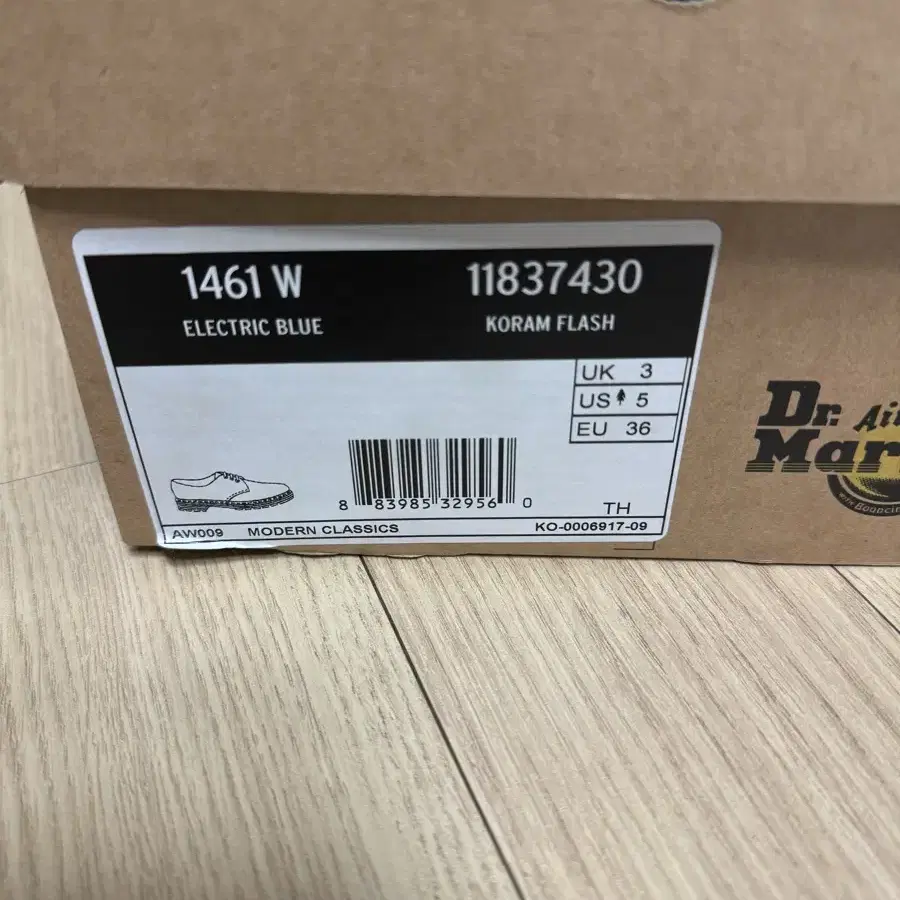 1461 W
11837430
ELECTRIC BLUE
KORAM FLASH
UK 3
US 5
EU 36
8 83985 32956 0
TH
AW009 MODERN CLASSICS
KO-0006917-09
Dr.